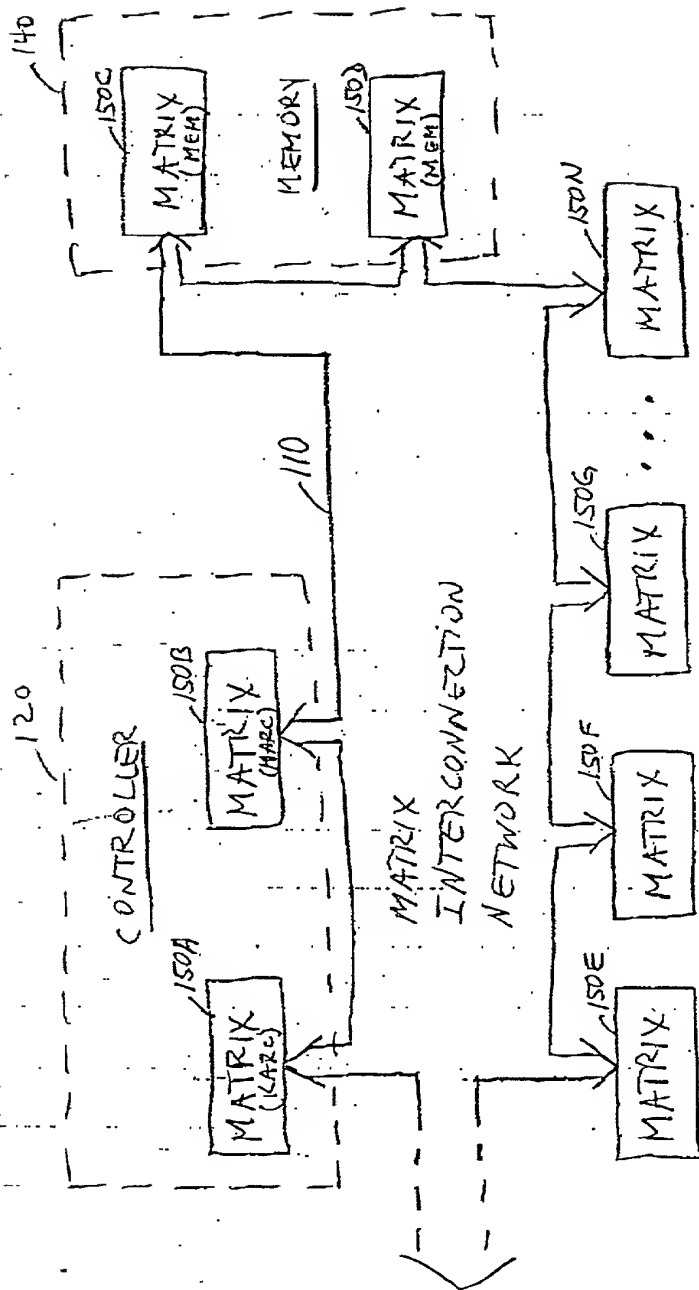 120
CONTROLLER
150A
MATRIX
(KARC)
150B
MATRIX
(MARC)
110
140
150C
MATRIX
(MEM)
MEMORY
150D
MATRIX
(MEM)
MATRIX
INTERCONNECTION
NETWORK
150E
MATRIX
150F
MATRIX
150G
MATRIX
...
150N
MATRIX